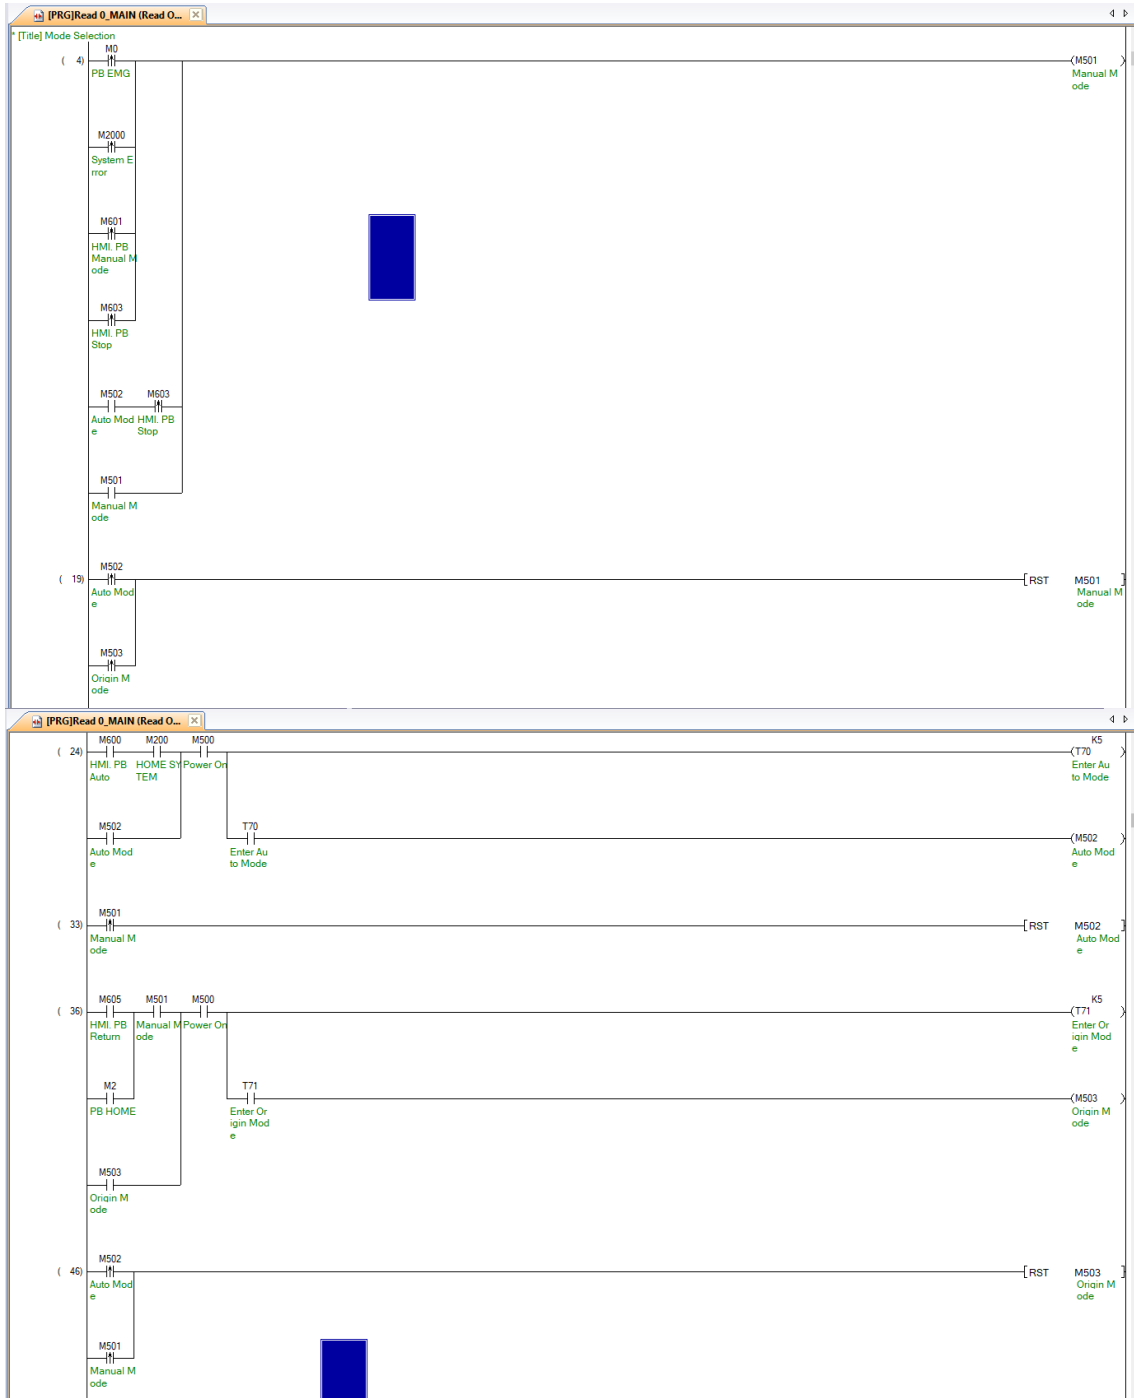 [PRG]Read 0_MAIN (Read O...
* [Title] Mode Selection
M0
( 4) (M501 )
PB EMG Manual M
ode
M2000
System E
rror
M601
HMI. PB
Manual M
ode
M603
HMI. PB
Stop
M502 M603
Auto Mod HMI. PB
e Stop
M501
Manual M
ode
M502
( 19) [RST M501 ]
Auto Mod Manual M
e ode
M503
Origin M
ode
[PRG]Read 0_MAIN (Read O...
M600 M200 M500 K5
( 24) (T70 )
HMI. PB HOME SY Power On Enter Au
Auto TEM to Mode
M502 T70
(M502 )
Auto Mod Enter Au Auto Mod
e to Mode e
M501
( 33) [RST M502 ]
Manual M Auto Mod
ode e
M605 M501 M500 K5
( 36) (T71 )
HMI. PB Manual M Power On Enter Or
Return ode igin Mod
e
M2 T71
(M503 )
PB HOME Enter Or Origin M
igin Mod ode
e
M503
Origin M
ode
M502
( 46) [RST M503 ]
Auto Mod Origin M
e ode
M501
Manual M
ode